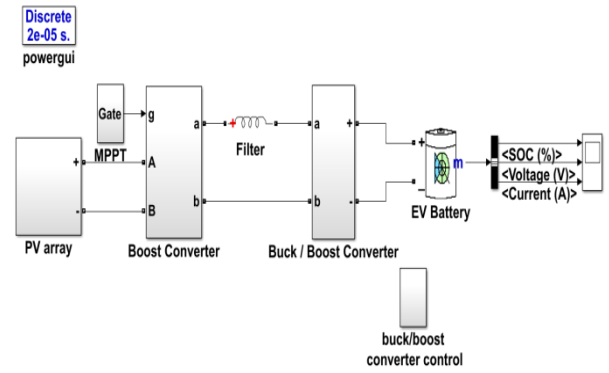 Discrete
2e-05 s.
powergui
Gate
g
MPPT
+
A
-
B
PV array
Boost Converter
a
b
+
Filter
a
b
+
-
Buck / Boost Converter
+
m
EV Battery
<SOC (%)>
<Voltage (V)>
<Current (A)>
buck/boost
converter control